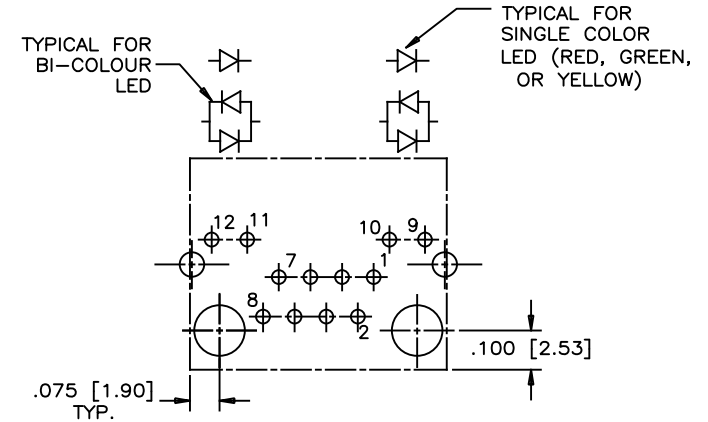 TYPICAL FOR
BI-COLOUR
LED
TYPICAL FOR
SINGLE COLOR
LED (RED, GREEN,
OR YELLOW)
12 11
10 9
7 1
8
2
.100 [2.53]
.075 [1.90]
TYP.